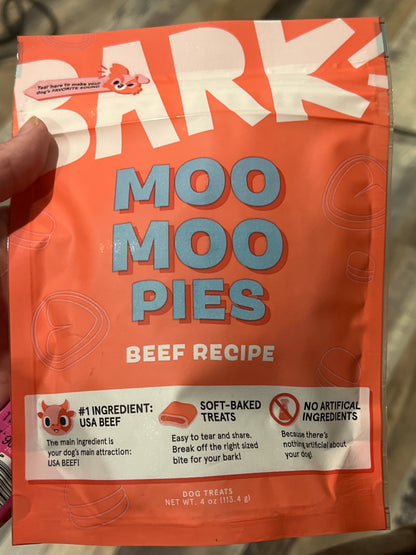 BARK
Tear here to make your
dog's FAVORITE SOUND!
MOO
MOO
PIES
BEEF RECIPE
#1 INGREDIENT:
USA BEEF
The main ingredient is
your dog's main attraction:
USA BEEF!
SOFT-BAKED
TREATS
Easy to tear and share.
Break off the right sized
bite for your bark!
NO ARTIFICIAL
INGREDIENTS
Because there's
nothing artificial about
your dog.
DOG TREATS
NET WT. 4 oz (113.4 g)